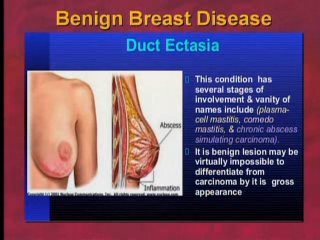 Benign Breast Disease
Duct Ectasia
This condition has
several stages of
involvement & vanity of
names include (plasma-
cell mastitis, comedo
mastitis, & chronic abscess
simulating carcinoma).
It is benign lesion may be
virtually impossible to
differentiate from
carcinoma by it is gross
appearance
Abscess
Inflammation